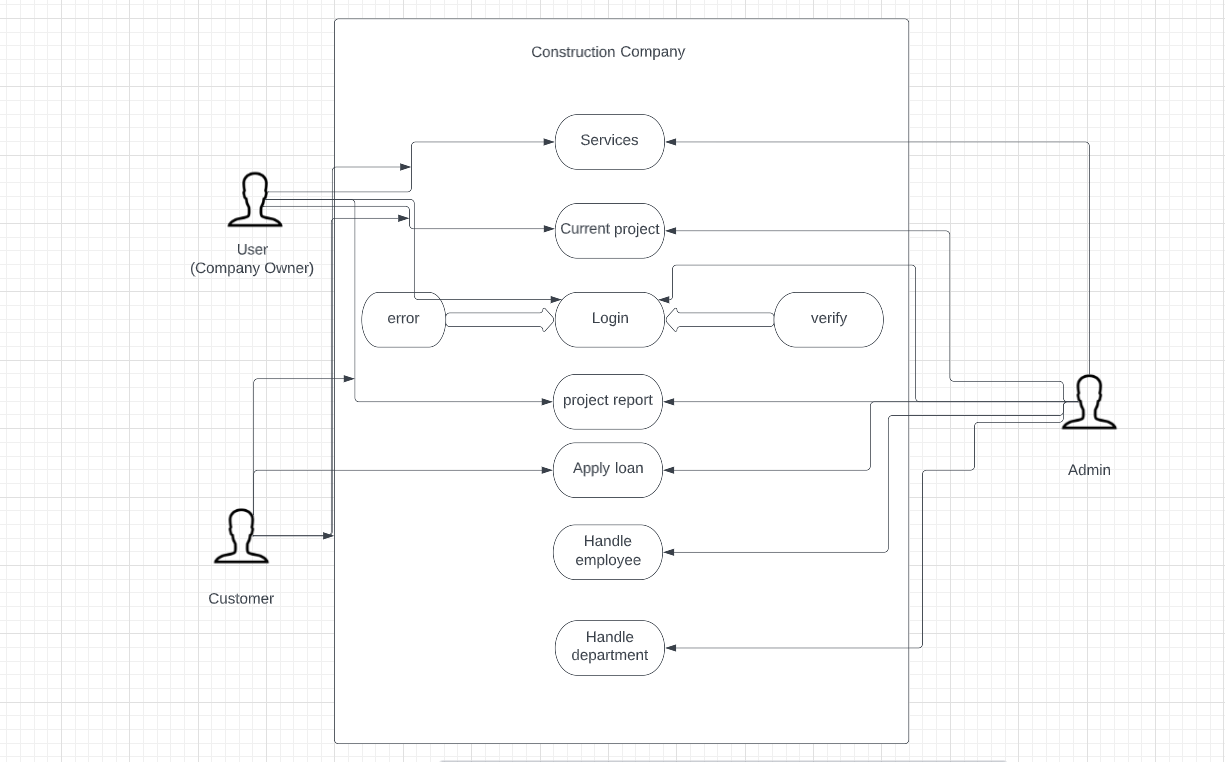 Construction Company
Services
User
(Company Owner)
Current project
error
Login
verify
project report
Apply loan
Admin
Handle
employee
Customer
Handle
department